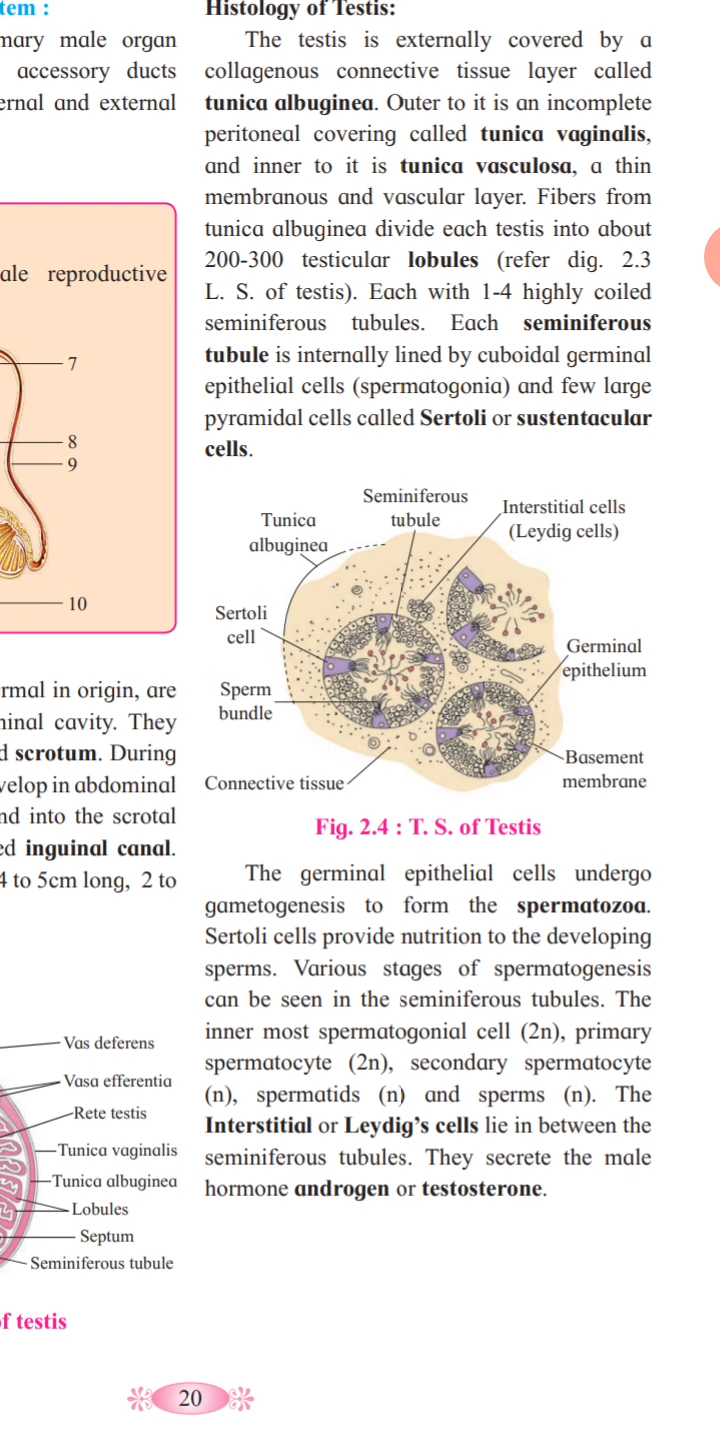 tem :
mary male organ
accessory ducts
ernal and external
ale reproductive
7
8
9
10
rmal in origin, are
ninal cavity. They
d scrotum. During
velop in abdominal
nd into the scrotal
ed inguinal canal.
4 to 5cm long, 2 to
Vas deferens
Vasa efferentia
Rete testis
Tunica vaginalis
Tunica albuginea
Lobules
Septum
Seminiferous tubule
of testis
Histology of Testis:
The testis is externally covered by a
collagenous connective tissue layer called
tunica albuginea. Outer to it is an incomplete
peritoneal covering called tunica vaginalis,
and inner to it is tunica vasculosa, a thin
membranous and vascular layer. Fibers from
tunica albuginea divide each testis into about
200-300 testicular lobules (refer dig. 2.3
L. S. of testis). Each with 1-4 highly coiled
seminiferous tubules. Each seminiferous
tubule is internally lined by cuboidal germinal
epithelial cells (spermatogonia) and few large
pyramidal cells called Sertoli or sustentacular
cells.
Seminiferous
tubule
Interstitial cells
(Leydig cells)
Tunica
albuginea
Sertoli
cell
Germinal
epithelium
Sperm
bundle
Basement
membrane
Connective tissue
Fig. 2.4 : T. S. of Testis
The germinal epithelial cells undergo
gametogenesis to form the spermatozoa.
Sertoli cells provide nutrition to the developing
sperms. Various stages of spermatogenesis
can be seen in the seminiferous tubules. The
inner most spermatogonial cell (2n), primary
spermatocyte (2n), secondary spermatocyte
(n), spermatids (n) and sperms (n). The
Interstitial or Leydig's cells lie in between the
seminiferous tubules. They secrete the male
hormone androgen or testosterone.
20